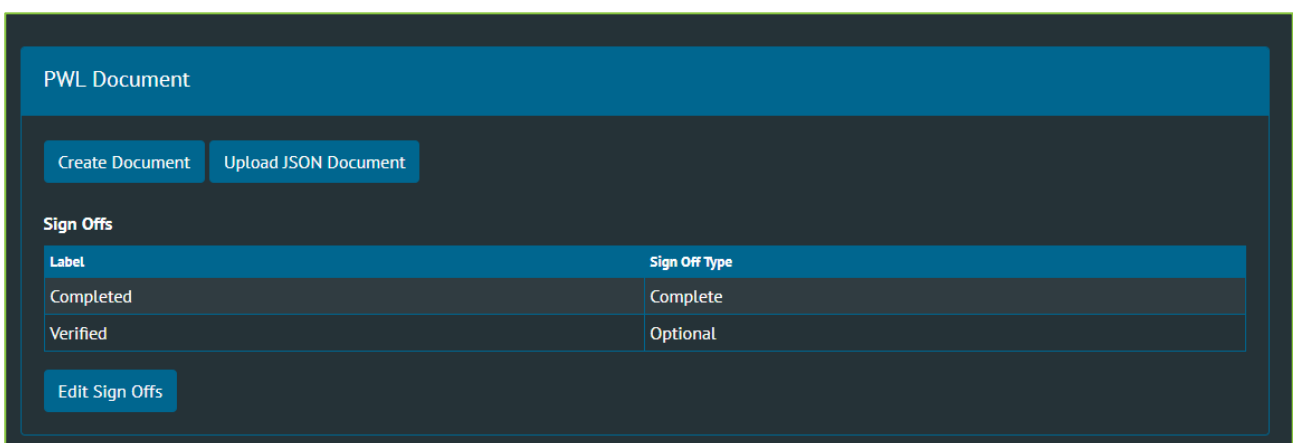 PWL Document
Create Document Upload JSON Document
Sign Offs
Label Sign Off Type
Completed Complete
Verified Optional
Edit Sign Offs